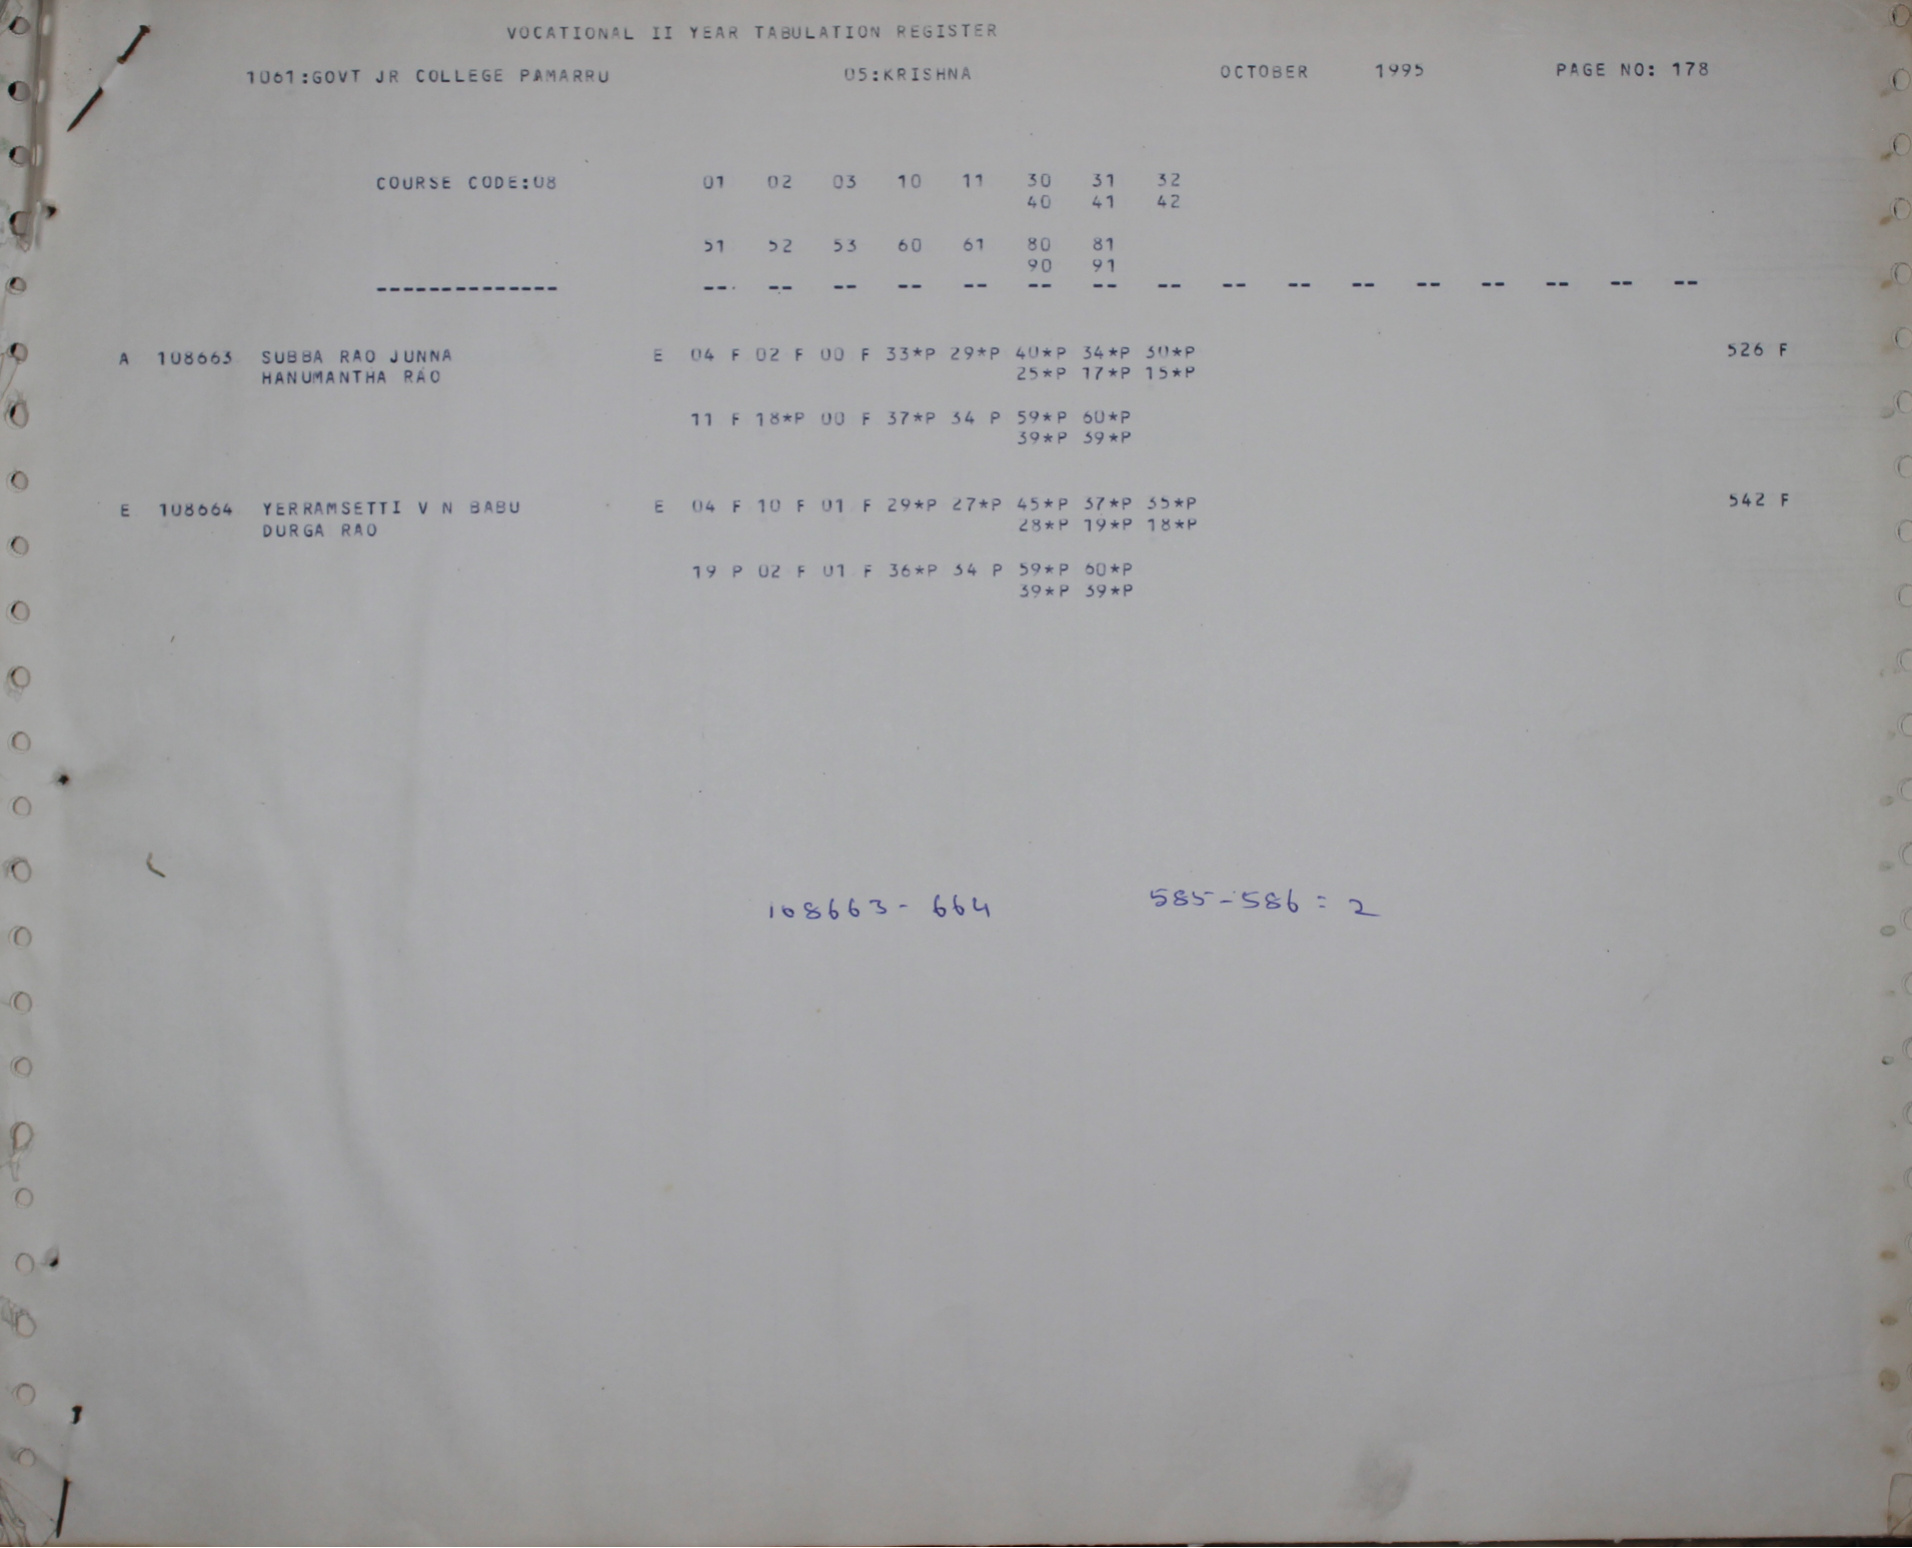 VOCATIONAL II YEAR TABULATION REGISTER
1061:GOVT JR COLLEGE PAMARRU 05:KRISHNA OCTOBER 1995 PAGE NO: 178
COURSE CODE:08 01 02 03 10 11 30 31 32
40 41 42
51 52 53 60 61 80 81
90 91
-------------- -- -- -- -- -- -- -- -- -- -- -- -- -- -- -- --
A 108663 SUBBA RAO JUNNA E 04 F 02 F 00 F 33*P 29*P 40*P 34*P 30*P 526 F
HANUMANTHA RAO 25*P 17*P 15*P
11 F 18*P 00 F 37*P 34 P 59*P 60*P
39*P 39*P
E 108664 YERRAMSETTI V N BABU E 04 F 10 F 01 F 29*P 27*P 45*P 37*P 35*P 542 F
DURGA RAO 28*P 19*P 18*P
19 P 02 F 01 F 36*P 34 P 59*P 60*P
39*P 39*P
108663- 664 585-586 = 2